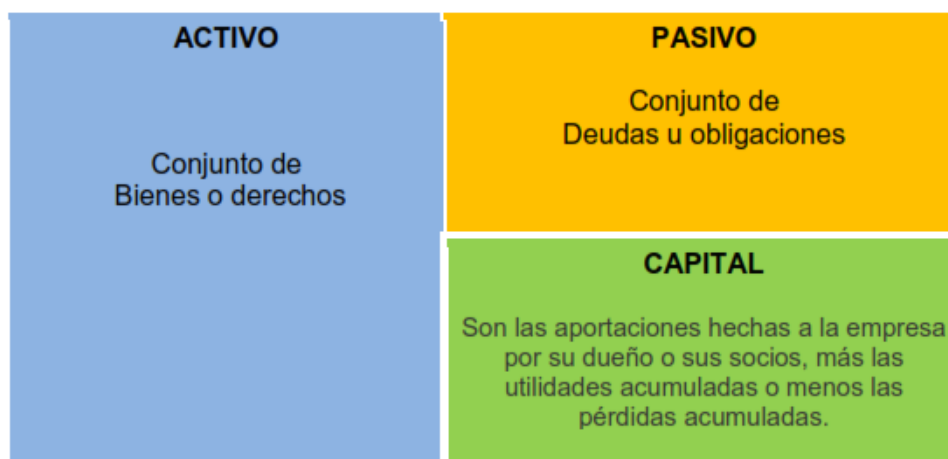 ACTIVO
Conjunto de
Bienes o derechos
PASIVO
Conjunto de
Deudas u obligaciones
CAPITAL
Son las aportaciones hechas a la empresa
por su dueño o sus socios, más las
utilidades acumuladas o menos las
pérdidas acumuladas.